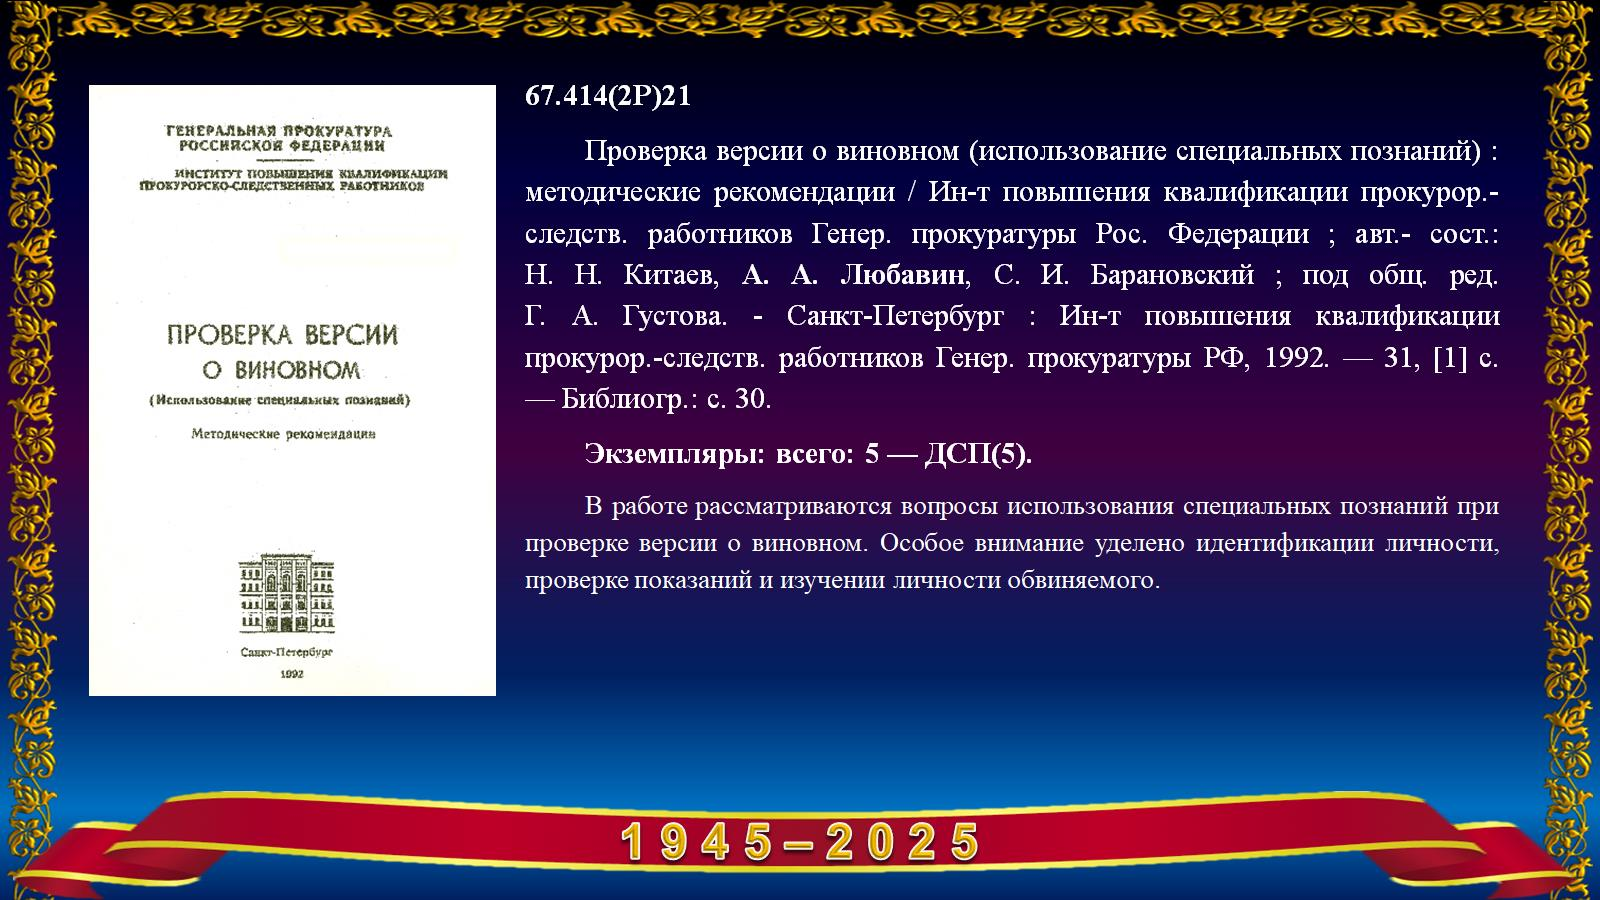 ГЕНЕРАЛЬНАЯ ПРОКУРАТУРА
РОССИЙСКОЙ ФЕДЕРАЦИИ
ИНСТИТУТ ПОВЫШЕНИЯ КВАЛИФИКАЦИИ
ПРОКУРОРСКО-СЛЕДСТВЕННЫХ РАБОТНИКОВ
ПРОВЕРКА ВЕРСИИ
О ВИНОВНОМ
(Использование специальных познаний)
Методические рекомендации
Санкт-Петербург
1992
67.414(2Р)21
Проверка версии о виновном (использование специальных познаний) :
методические рекомендации / Ин-т повышения квалификации прокурор.-
следств. работников Генер. прокуратуры Рос. Федерации ; авт.- сост.:
Н. Н. Китаев, А. А. Любавин, С. И. Барановский ; под общ. ред.
Г. А. Густова. - Санкт-Петербург : Ин-т повышения квалификации
прокурор.-следств. работников Генер. прокуратуры РФ, 1992. — 31, [1] с.
— Библиогр.: с. 30.
Экземпляры: всего: 5 — ДСП(5).
В работе рассматриваются вопросы использования специальных познаний при
проверке версии о виновном. Особое внимание уделено идентификации личности,
проверке показаний и изучении личности обвиняемого.
1945–2025